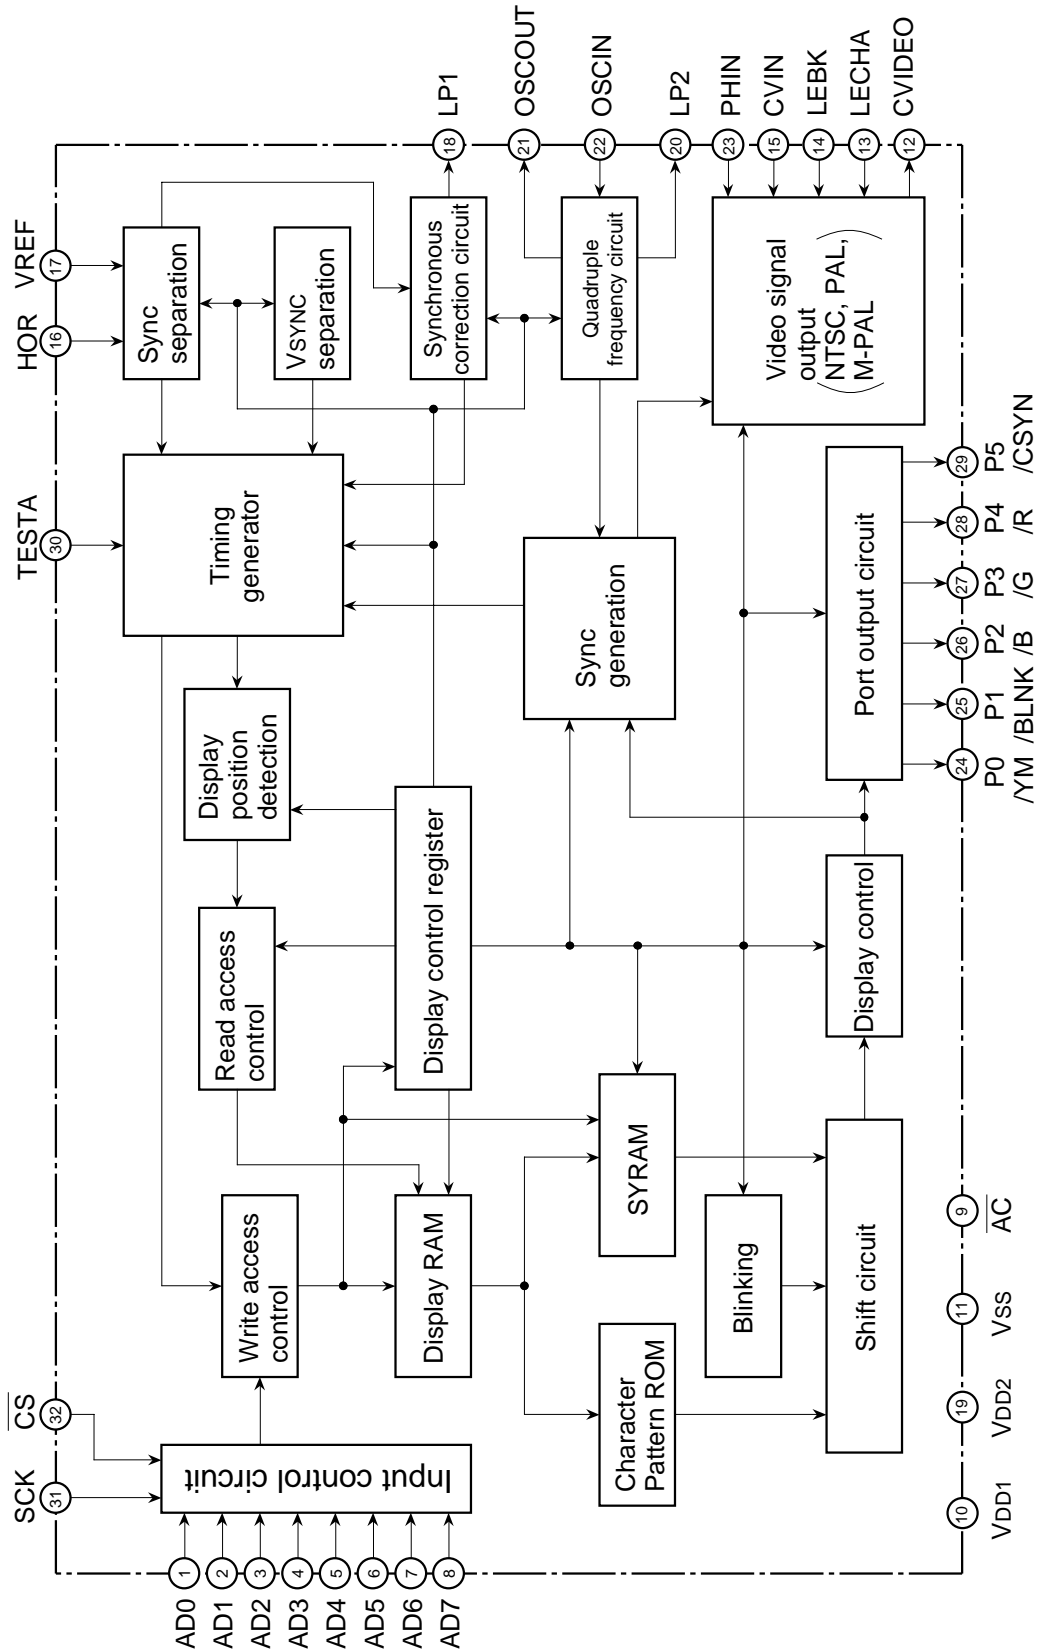 SCK
31
CS
32
TESTA
30
HOR
16
VREF
17
AD0
1
AD1
2
AD2
3
AD3
4
AD4
5
AD5
6
AD6
7
AD7
8
Input control circuit
Write access
control
Read access
control
Display
position
detection
Timing
generator
Sync
separation
VSYNC
separation
Display RAM
Display control register
Synchronous
correction circuit
Quadruple
frequency circuit
Character
Pattern ROM
SYRAM
Sync
generation
Blinking
Video signal
output
NTSC, PAL,
M-PAL
Shift circuit
Display control
Port output circuit
18
LP1
21
OSCOUT
22
OSCIN
20
LP2
23
PHIN
15
CVIN
14
LEBK
13
LECHA
12
CVIDEO
10
VDD1
19
VDD2
11
VSS
9
AC
24
P0
/YM
25
P1
/BLNK
26
P2
/B
27
P3
/G
28
P4
/R
29
P5
/CSYN